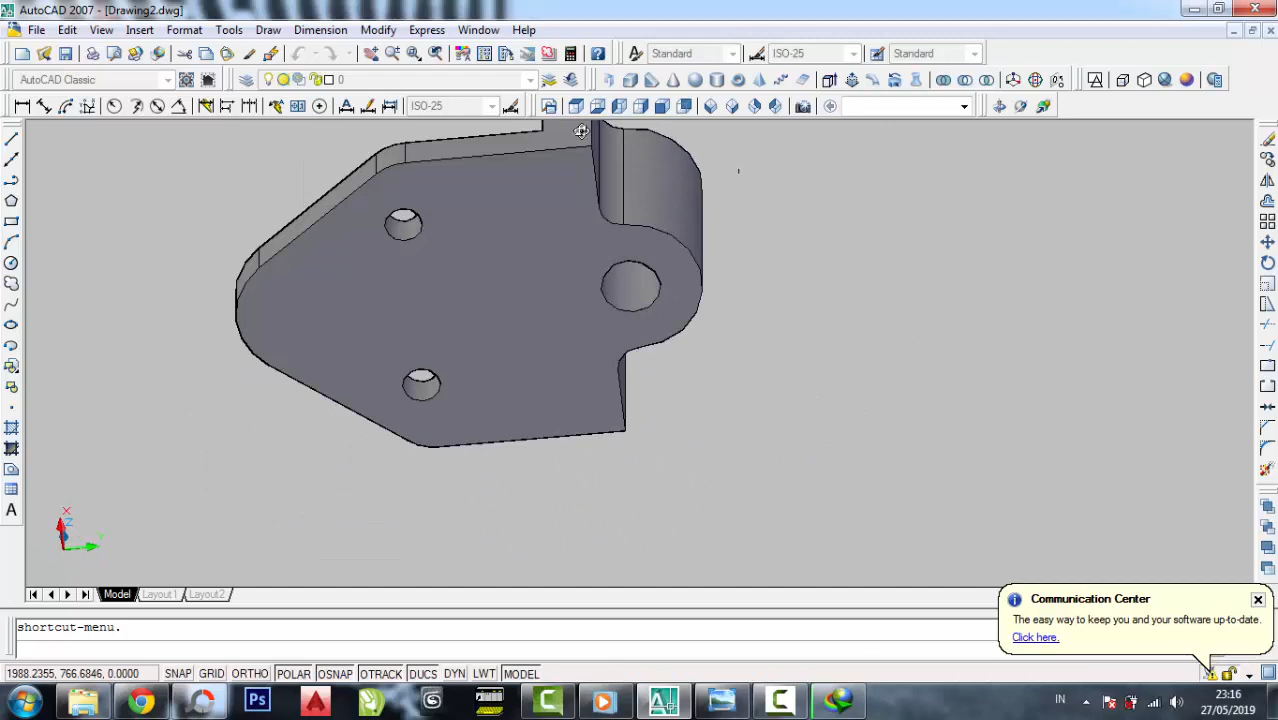 AutoCAD 2007 - [Drawing2.dwg]
File Edit View Insert Format Tools Draw Dimension Modify Express Window Help
Standard ISO-25 Standard
AutoCAD Classic 0
ISO-25
X
Z
Y
Model Layout1 Layout2
Communication Center
The easy way to keep you and your software up-to-date.
Click here.
shortcut-menu.
1988.2355, 766.6846, 0.0000 SNAP GRID ORTHO POLAR OSNAP OTRACK DUCS DYN LWT MODEL
Ps A C C
IN 23:16
27/05/2019